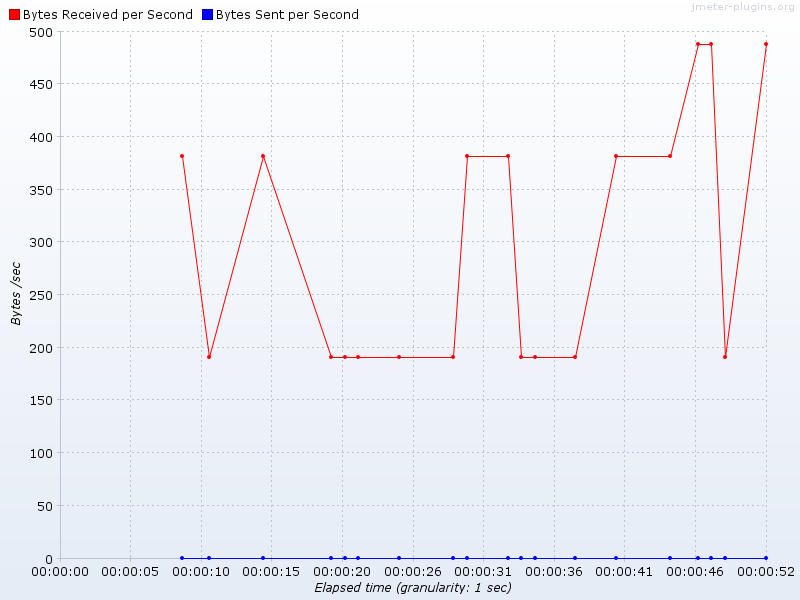 jmeter-plugins.org
Bytes Received per Second Bytes Sent per Second
500
450
400
350
300
250
200
150
100
50
0
Bytes /sec
00:00:00 00:00:05 00:00:10 00:00:15 00:00:20 00:00:26 00:00:31 00:00:36 00:00:41 00:00:46 00:00:52
Elapsed time (granularity: 1 sec)